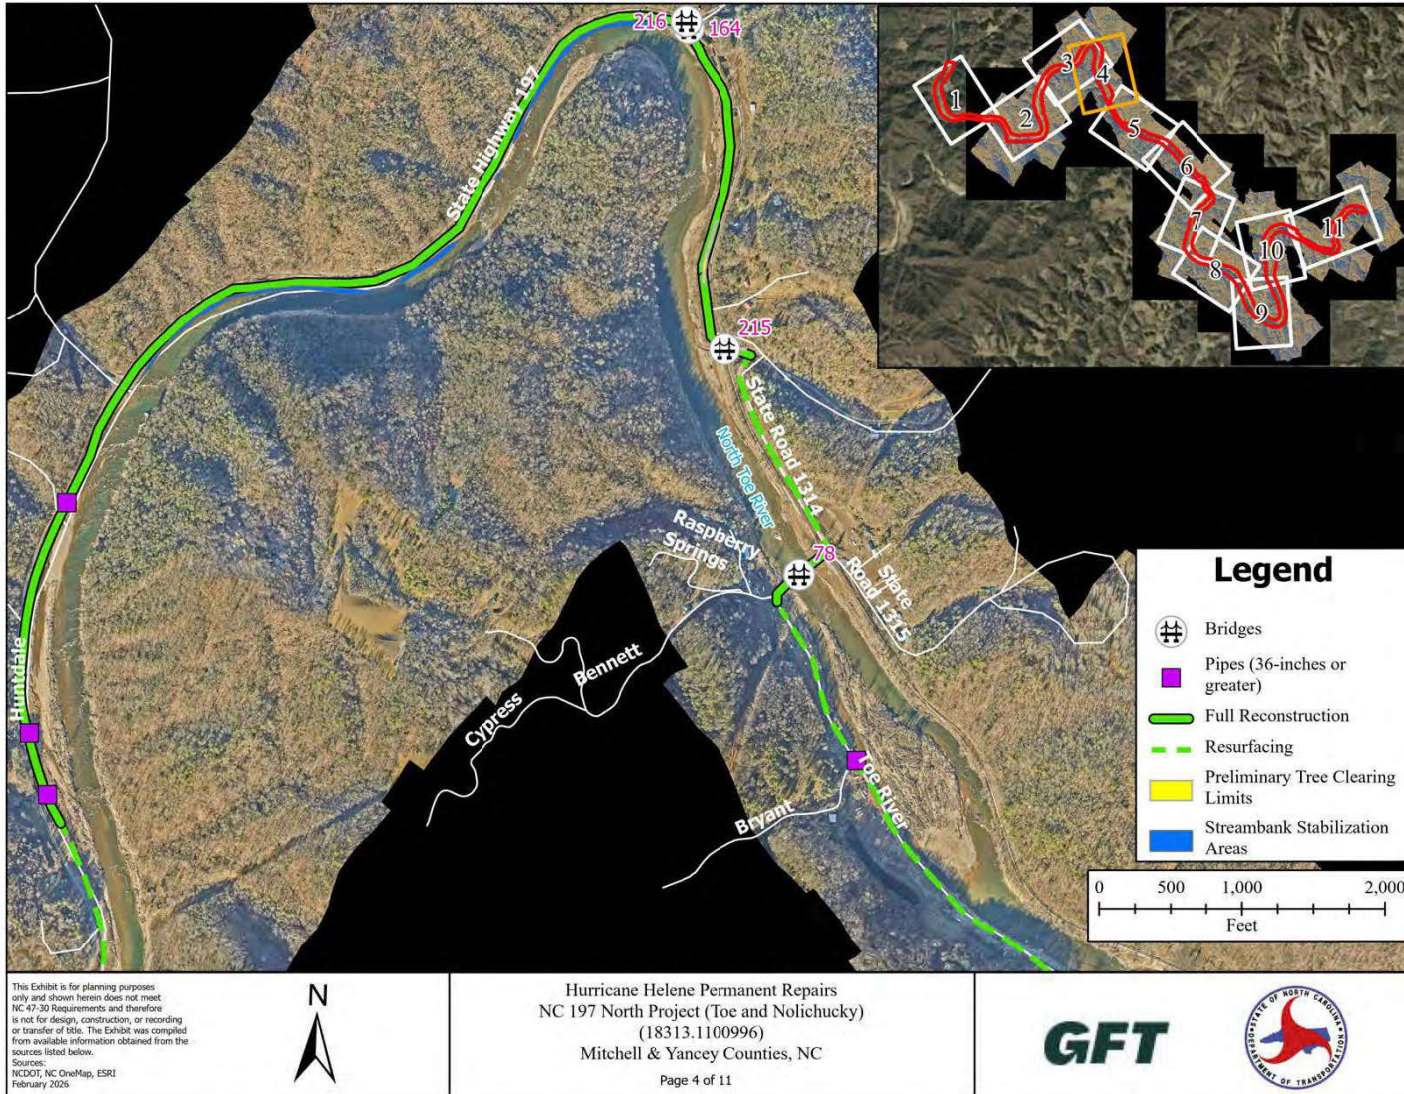 216
164
State Highway 197
215
State Road 1314
North Toe River
Raspberry
Springs
78
State
Road 1315
Bennett
Cypress
Huntdale
Toe River
Bryant
1
2
3
4
5
6
7
8
9
10
11
Legend
Bridges
Pipes (36-inches or
greater)
Full Reconstruction
Resurfacing
Preliminary Tree Clearing
Limits
Streambank Stabilization
Areas
0 500 1,000 2,000
Feet
This Exhibit is for planning purposes
only and shown herein does not meet
NC 47-30 Requirements and therefore
is not for design, construction, or recording
or transfer of title. The Exhibit was compiled
from available information obtained from the
sources listed below.
Sources:
NCDOT, NC OneMap, ESRI
February 2026
N
Hurricane Helene Permanent Repairs
NC 197 North Project (Toe and Nolichucky)
(18313.1100996)
Mitchell & Yancey Counties, NC
Page 4 of 11
GFT
STATE OF NORTH CAROLINA
DEPARTMENT OF TRANSPORTATION